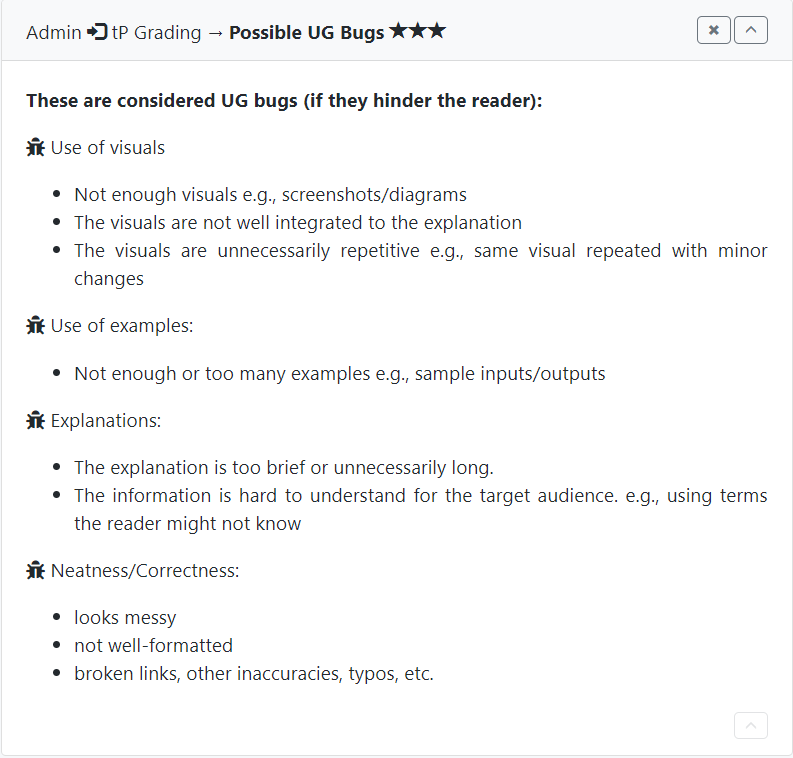 Admin tP Grading → Possible UG Bugs ★★★
These are considered UG bugs (if they hinder the reader):
Use of visuals
• Not enough visuals e.g., screenshots/diagrams
• The visuals are not well integrated to the explanation
• The visuals are unnecessarily repetitive e.g., same visual repeated with minor
changes
Use of examples:
• Not enough or too many examples e.g., sample inputs/outputs
Explanations:
• The explanation is too brief or unnecessarily long.
• The information is hard to understand for the target audience. e.g., using terms
the reader might not know
Neatness/Correctness:
• looks messy
• not well-formatted
• broken links, other inaccuracies, typos, etc.